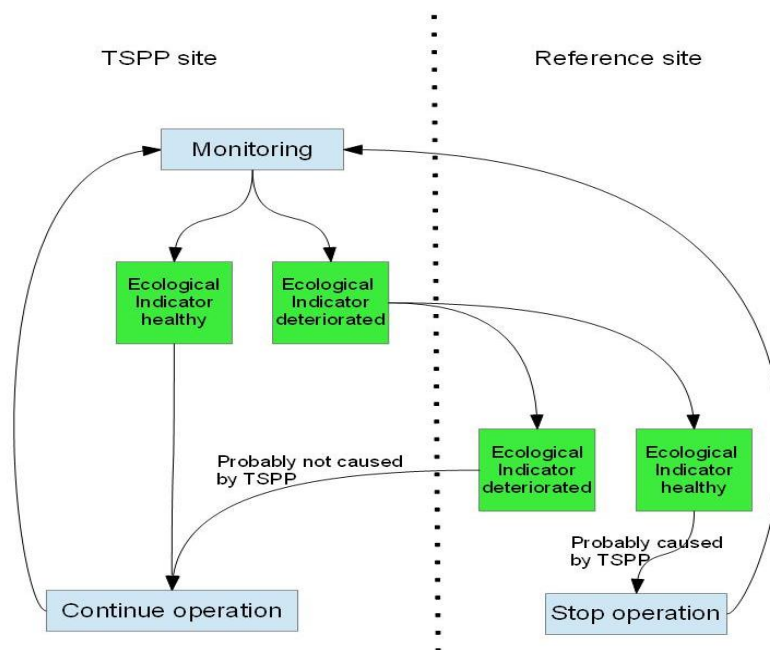 TSPP site
Reference site
Monitoring
Ecological
Indicator
healthy
Ecological
Indicator
deteriorated
Ecological
Indicator
deteriorated
Ecological
Indicator
healthy
Probably not caused
by TSPP
Probably caused
by TSPP
Continue operation
Stop operation